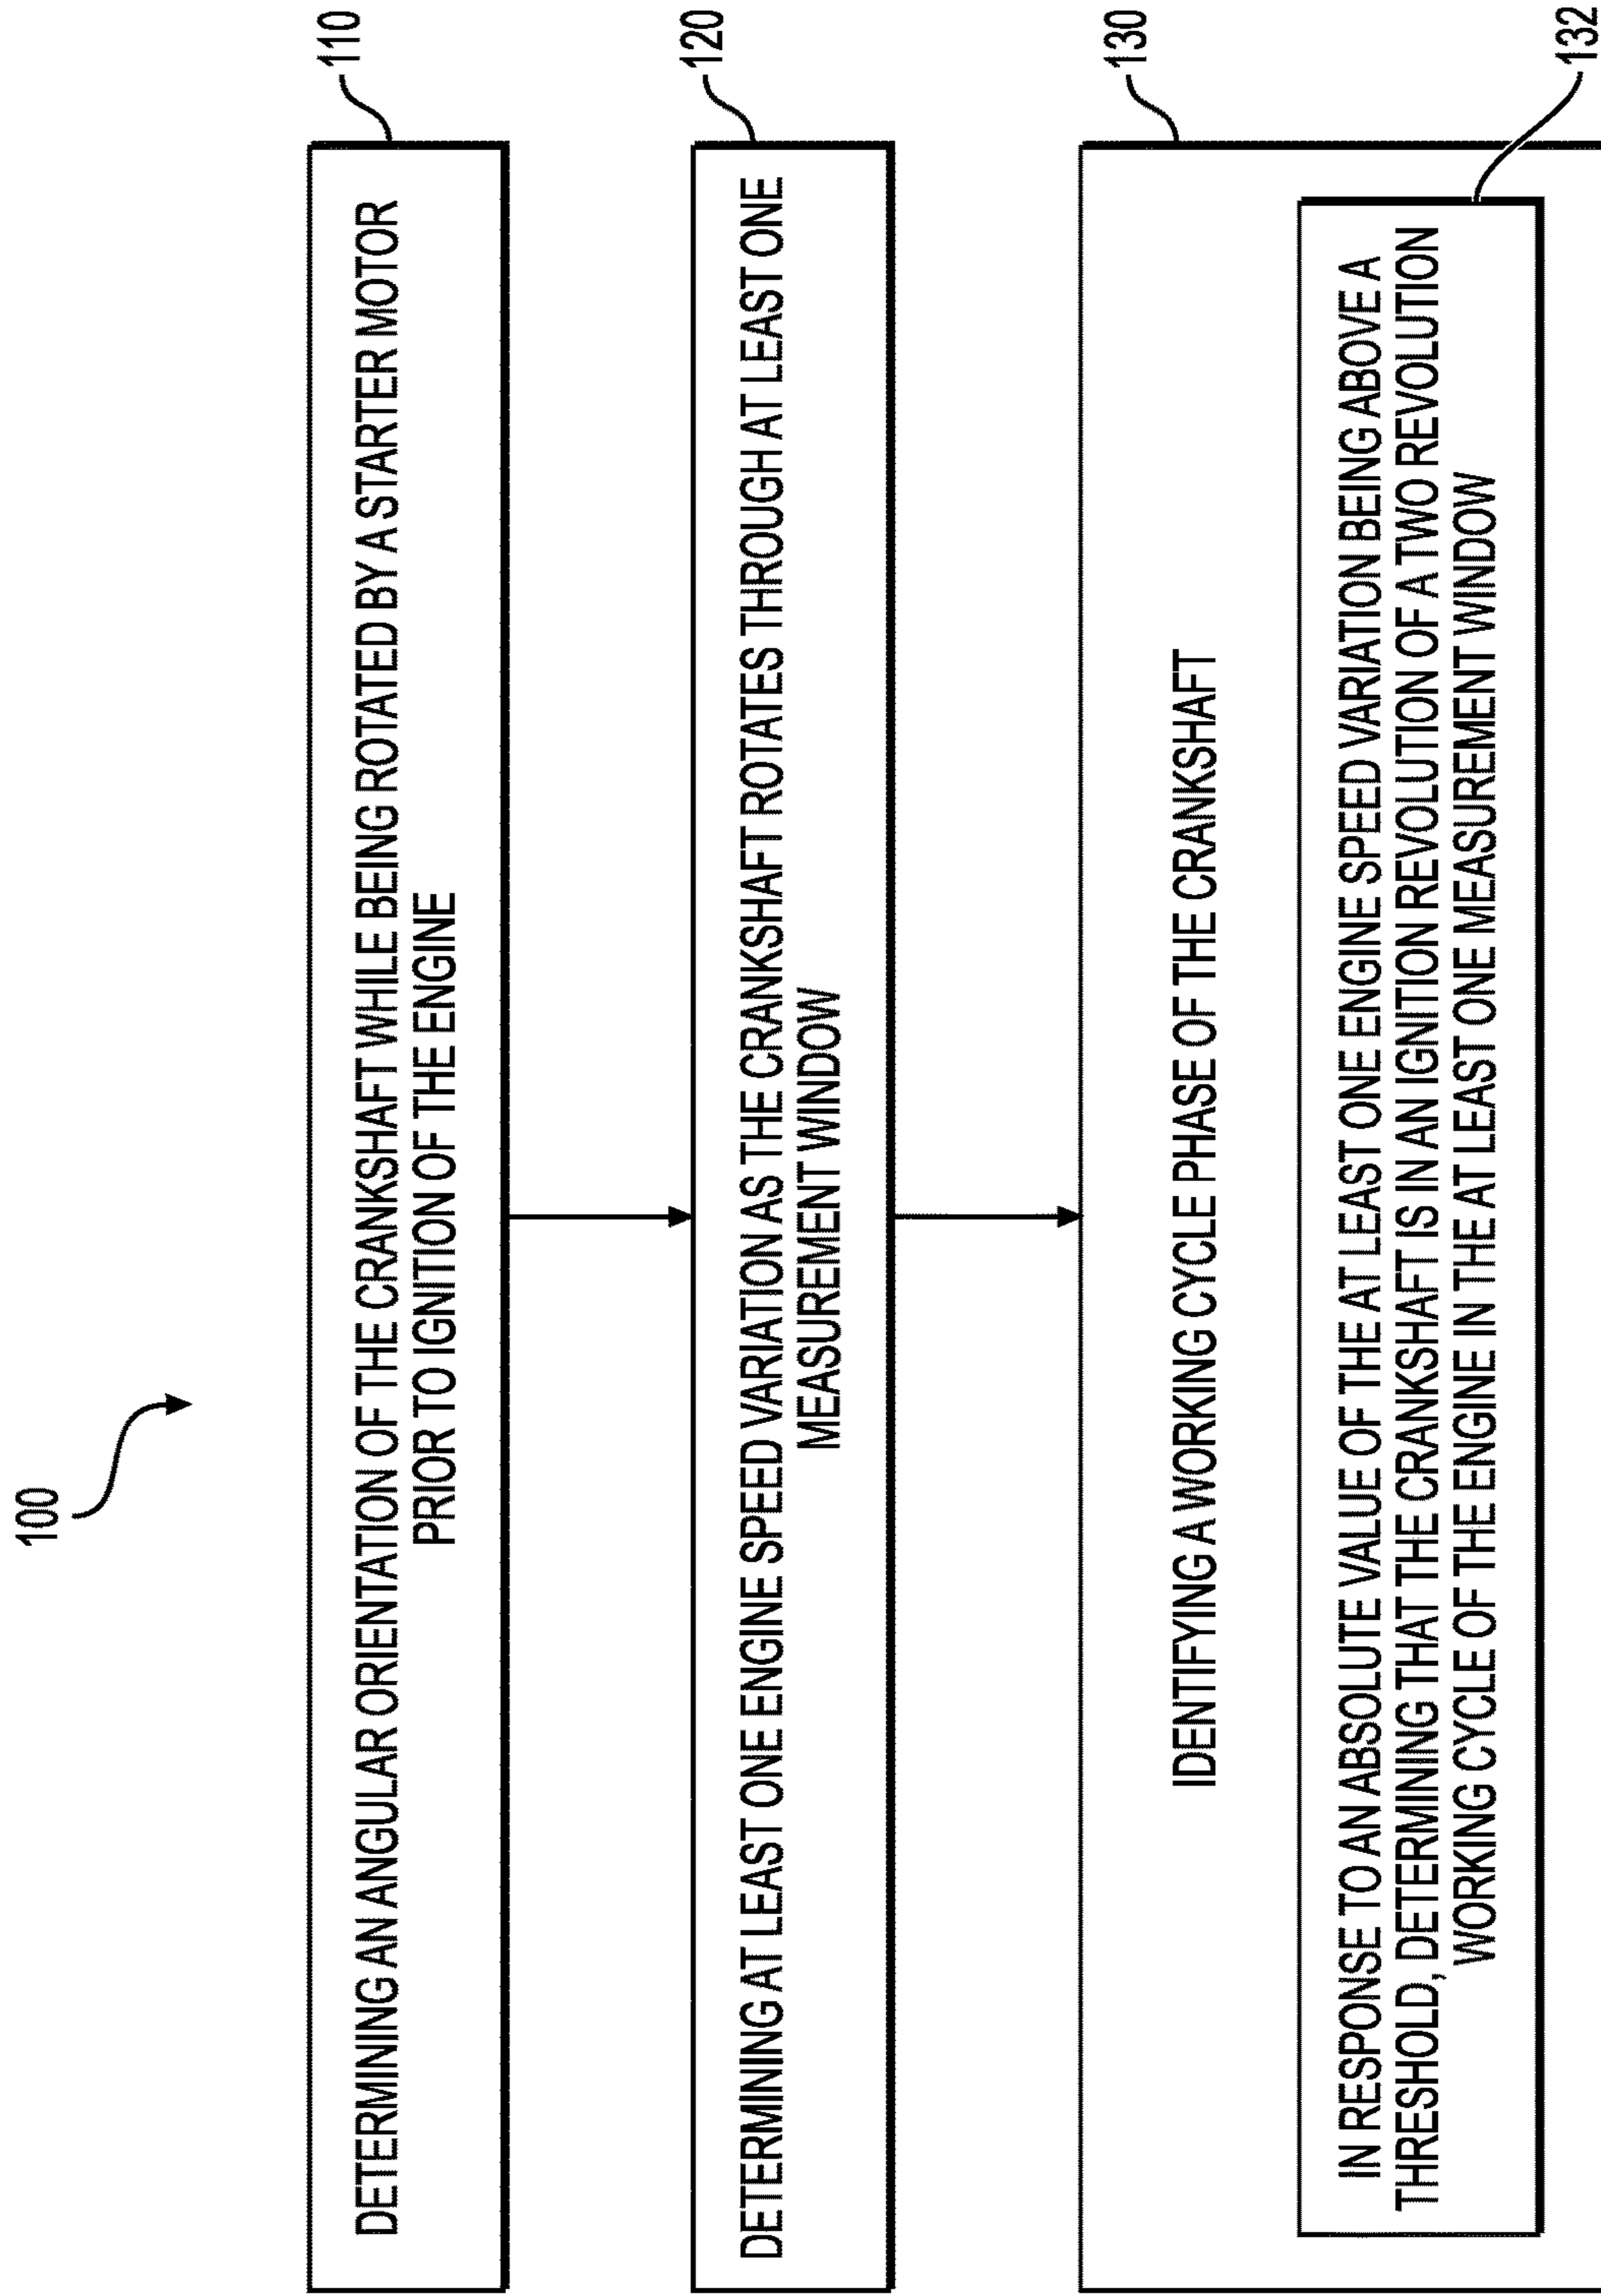 100
110
DETERMINING AN ANGULAR ORIENTATION OF THE CRANKSHAFT WHILE BEING ROTATED BY A STARTER MOTOR
PRIOR TO IGNITION OF THE ENGINE
120
DETERMINING AT LEAST ONE ENGINE SPEED VARIATION AS THE CRANKSHAFT ROTATES THROUGH AT LEAST ONE
MEASUREMENT WINDOW
130
IDENTIFYING A WORKING CYCLE PHASE OF THE CRANKSHAFT
132
IN RESPONSE TO AN ABSOLUTE VALUE OF THE AT LEAST ONE ENGINE SPEED VARIATION BEING ABOVE A
THRESHOLD, DETERMINING THAT THE CRANKSHAFT IS IN AN IGNITION REVOLUTION OF A TWO REVOLUTION
WORKING CYCLE OF THE ENGINE IN THE AT LEAST ONE MEASUREMENT WINDOW